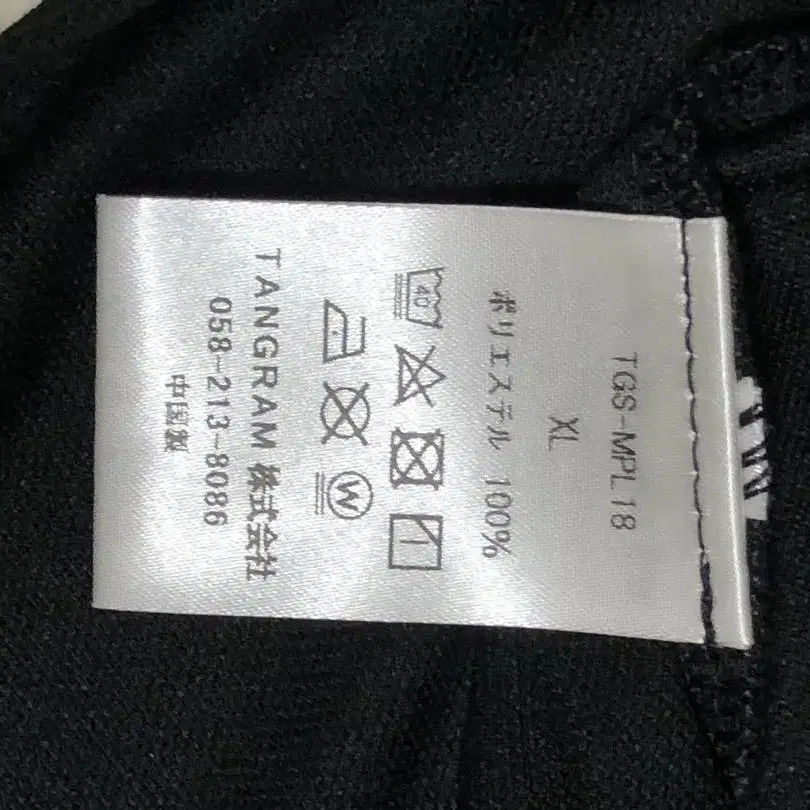 TGS-MPL18
XL
ポリエステル 100%
40
W
TANGRAM 株式会社
058-213-8086
中国製